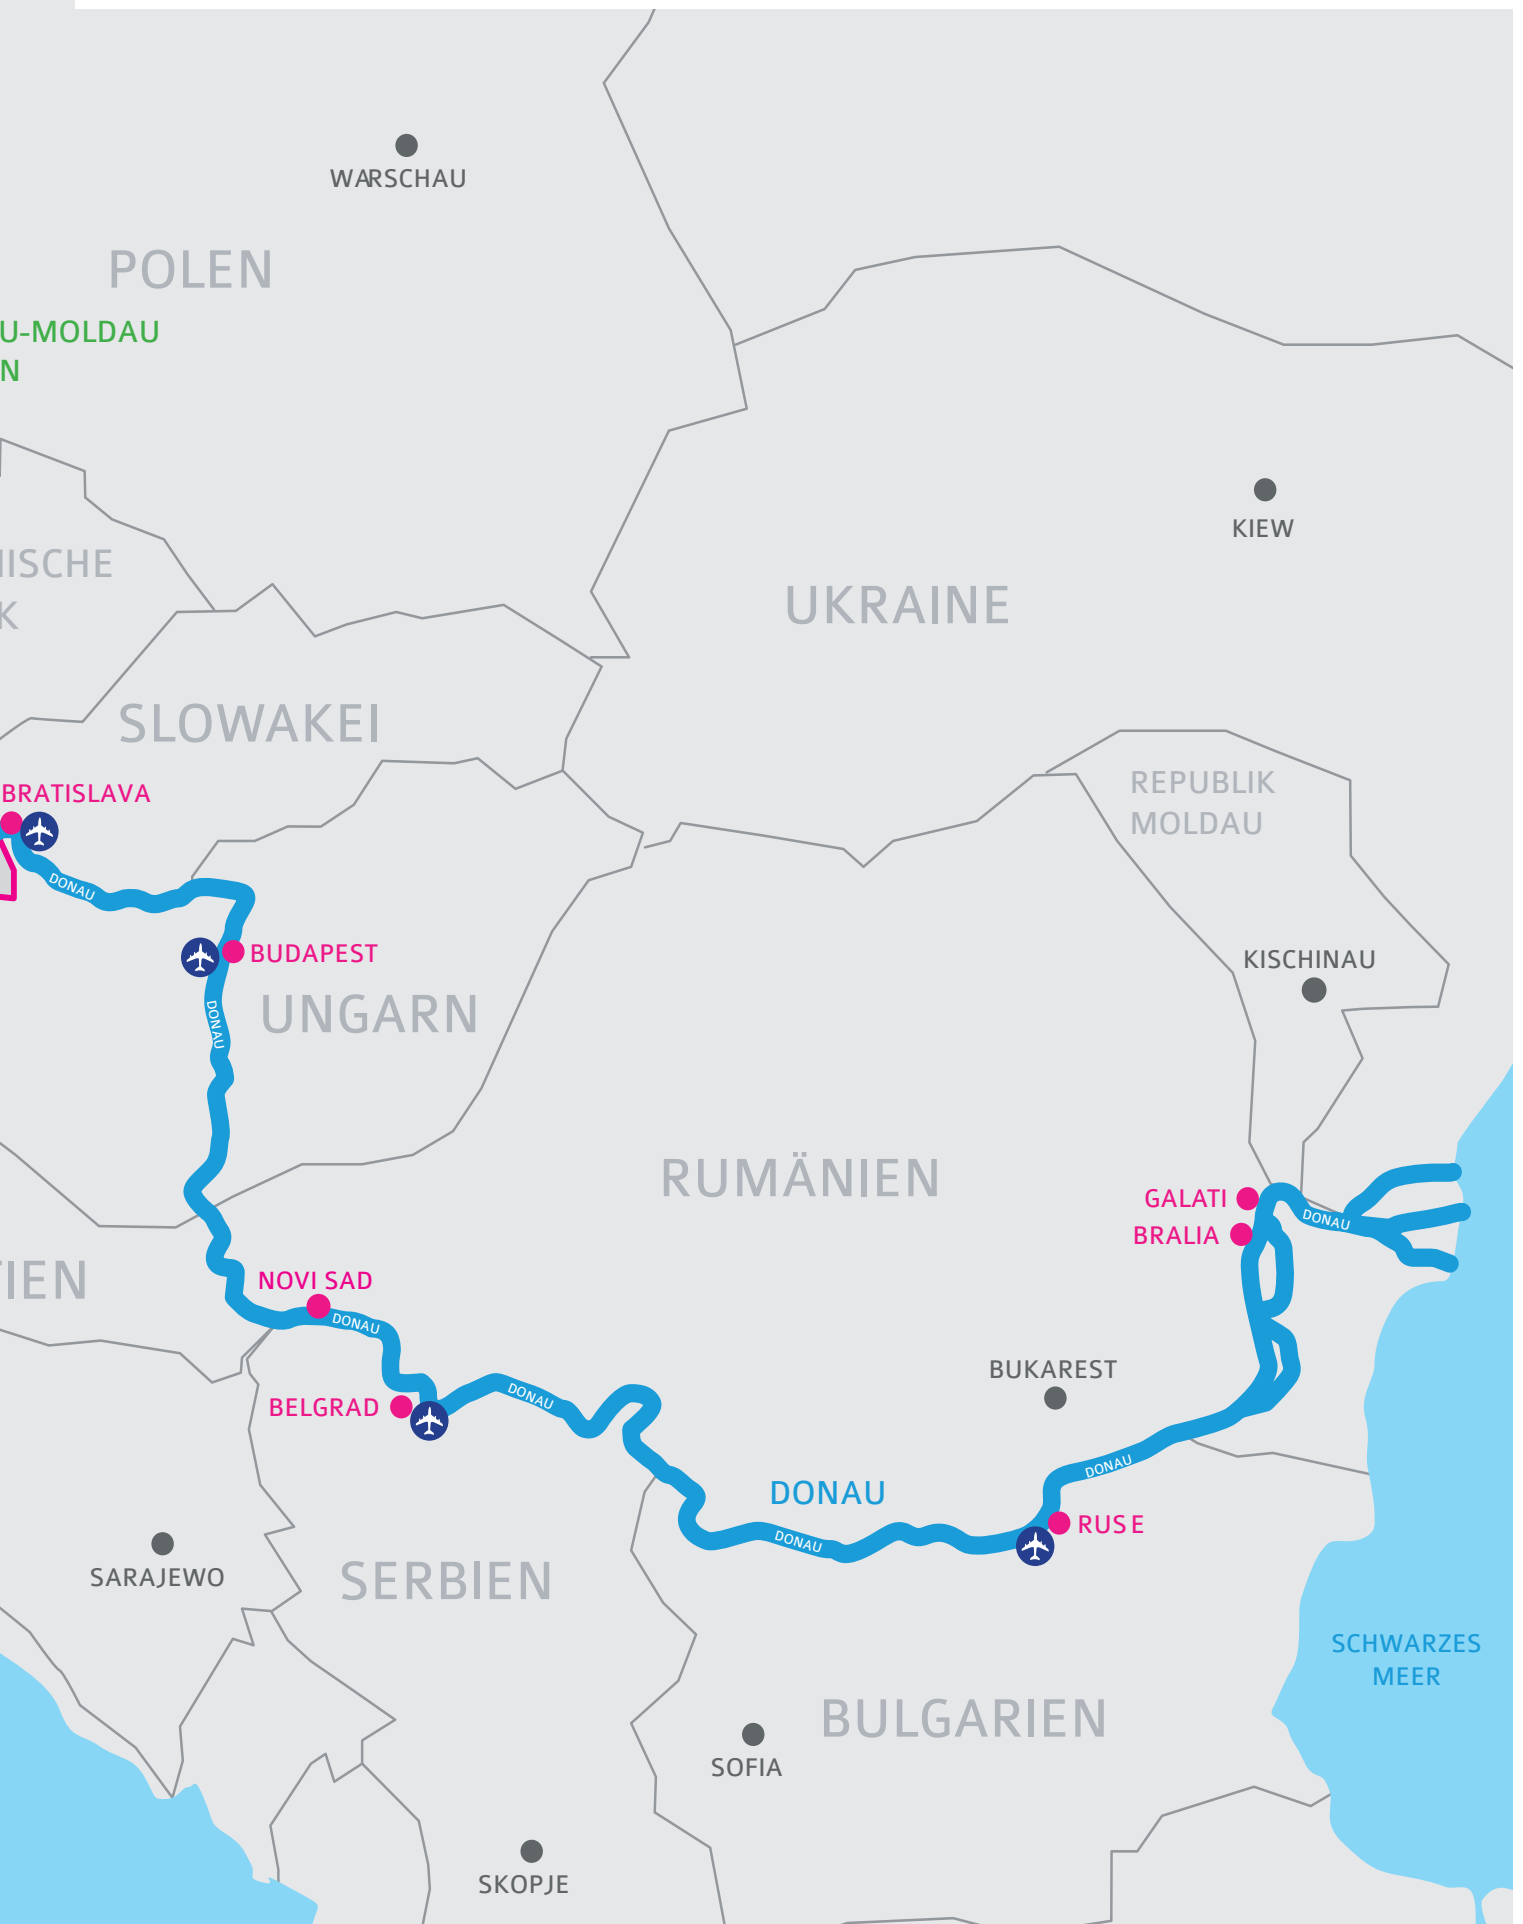 WARSCHAU
POLEN
U-MOLDAU
N
KIEW
ISCHE
K
UKRAINE
SLOWAKEI
REPUBLIK
MOLDAU
BRATISLAVA
DONAU
BUDAPEST
KISCHINAU
UNGARN
DONAU
RUMÄNIEN
GALATI
DONAU
BRALIA
IEN
NOVI SAD
DONAU
BUKAREST
BELGRAD
DONAU
DONAU
DONAU
RUSE
DONAU
SARAJEWO
SERBIEN
SCHWARZES
MEER
BULGARIEN
SOFIA
SKOPJE